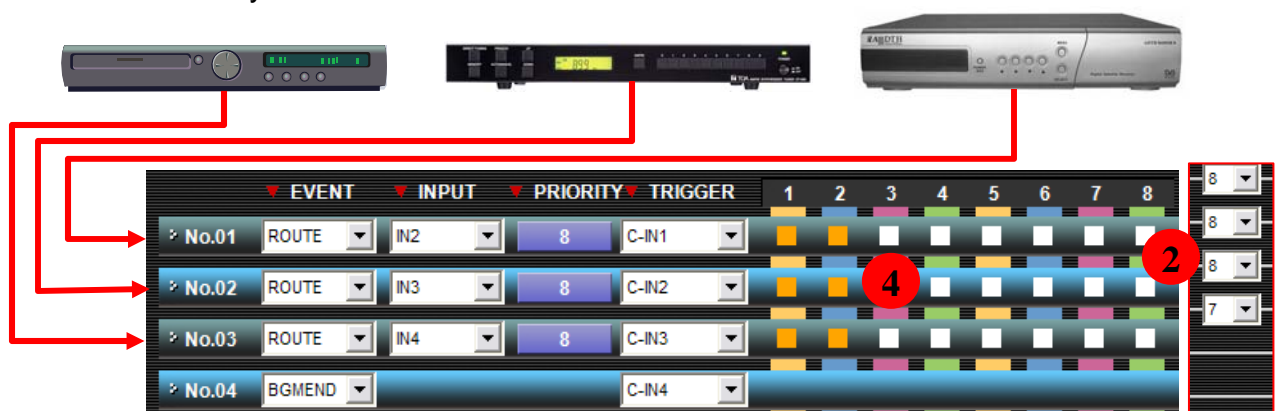 y
899
TOA
EVENT INPUT PRIORITY TRIGGER 1 2 3 4 5 6 7 8
No.01 ROUTE IN2 8 C-IN1
No.02 ROUTE IN3 8 C-IN2
No.03 ROUTE IN4 8 C-IN3
No.04 BGMEND C-IN4
8
8
8
7
2
4